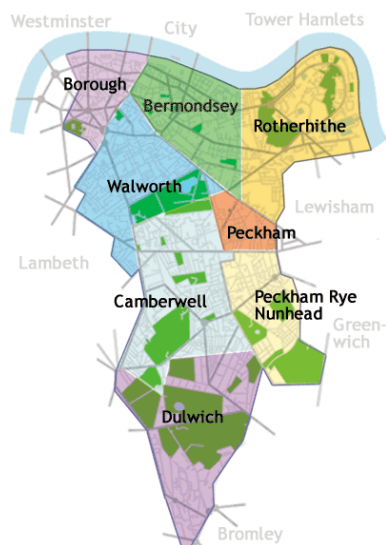 Westminster
City
Tower Hamlets
Borough
Bermondsey
Rotherhithe
Walworth
Lewisham
Peckham
Lambeth
Camberwell
Peckham Rye
Nunhead
Green-
wich
Dulwich
Bromley